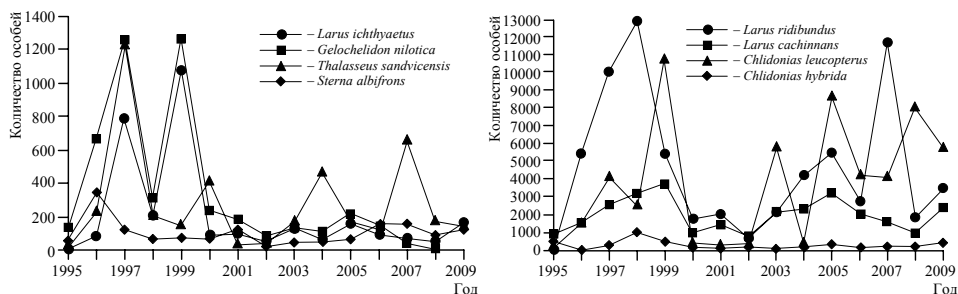 Количество особей
1400
1200
1000
800
600
400
200
0
– Larus ichthyaetus
– Gelochelidon nilotica
– Thalasseus sandvicensis
– Sterna albifrons
1995 1997 1999 2001 2003 2005 2007 2009
Год
Количество особей
13000
12000
11000
10000
9000
8000
7000
6000
5000
4000
3000
2000
1000
0
– Larus ridibundus
– Larus cachinnans
– Chlidonias leucopterus
– Chlidonias hybrida
1995 1997 1999 2001 2003 2005 2007 2009
Год